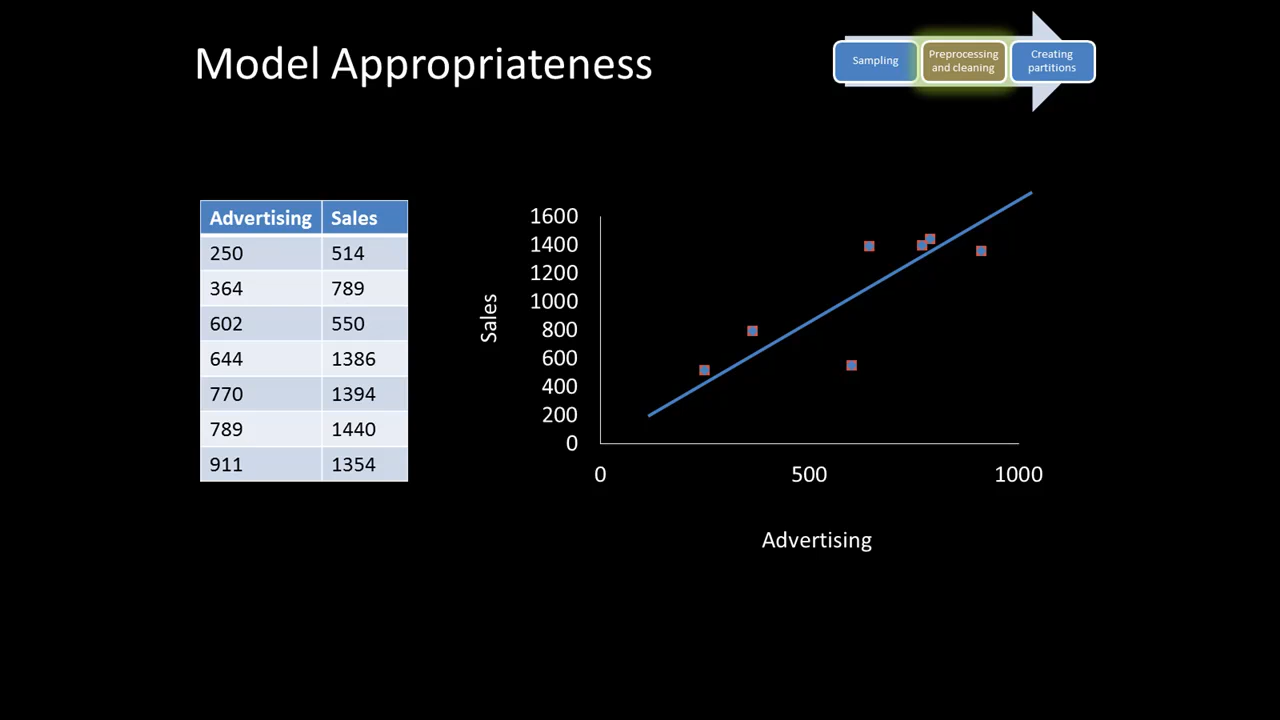 Model Appropriateness
Sampling
Preprocessing
and cleaning
Creating
partitions
Advertising Sales
250 514
364 789
602 550
644 1386
770 1394
789 1440
911 1354
Sales
1600
1400
1200
1000
800
600
400
200
0
0 500 1000
Advertising